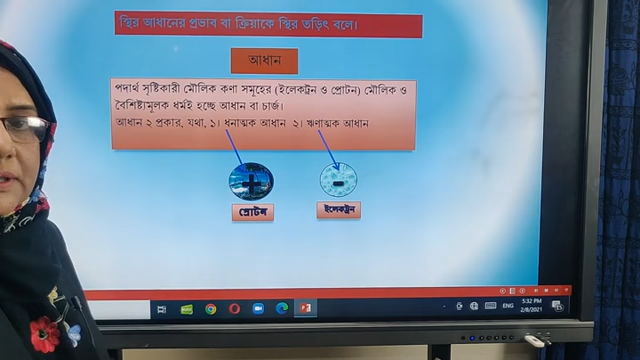 স্থির আধানের প্রভাব বা ক্রিয়াকে স্থির তড়িৎ বলে।
আধান
পদার্থ সৃষ্টিকারী মৌলিক কণা সমূহের (ইলেকট্রন ও প্রোটন) মৌলিক ও
বৈশিষ্ট্যমূলক ধর্মই হচ্ছে আধান বা চার্জ।
আধান ২ প্রকার, যথা, ১। ধনাত্মক আধান ২। ঋণাত্মক আধান
প্রোটন
ইলেকট্রন
ENG
5:32 PM
2/8/2021